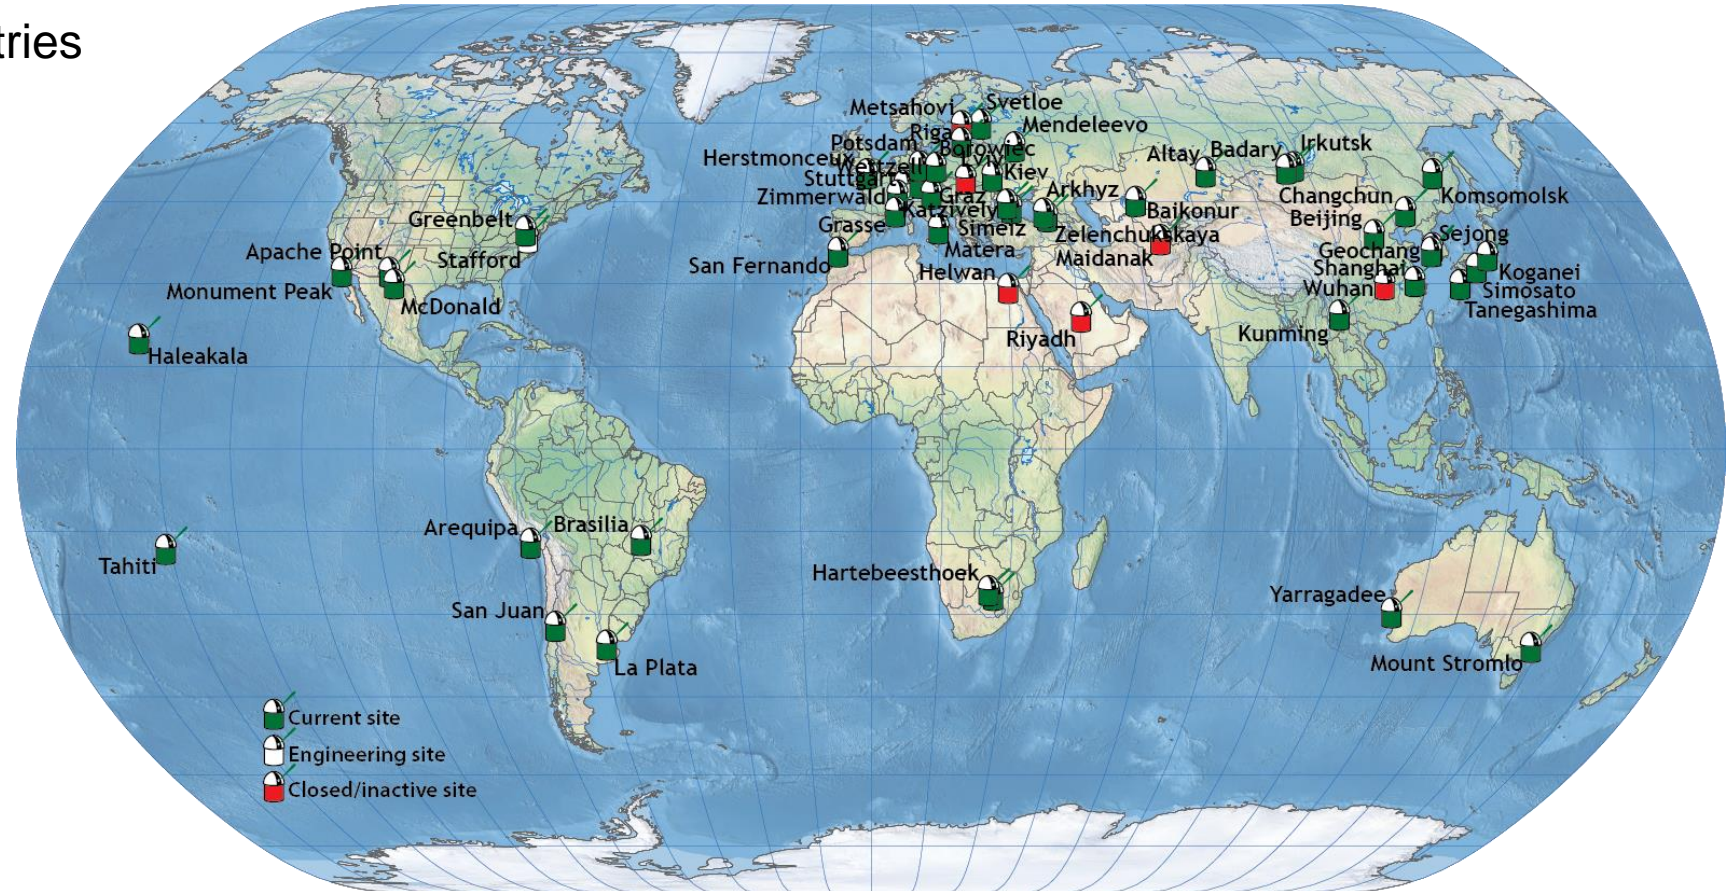 tries
Metsahovi
Svetloe
Riga
Mendeleevo
Potsdam
Borowiec
Herstmonceux
Lviv
Kiev
Stuttgart
Zimmerwald
Graz
Arkhyz
Altay
Badary
Irkutsk
Changchun
Komsomolsk
Baikonur
Beijing
Grasse
Katzively
Simeiz
Zelenchukskaya
Sejong
Matera
Maidanak
Geochang
San Fernando
Helwan
Shanghai
Koganei
Wuhan
Simosato
Tanegashima
Riyadh
Kunming
Greenbelt
Apache Point
Stafford
Monument Peak
McDonald
Haleakala
Arequipa
Brasilia
Tahiti
Hartebeesthoek
Yarragadee
San Juan
La Plata
Mount Stromlo
Current site
Engineering site
Closed/inactive site